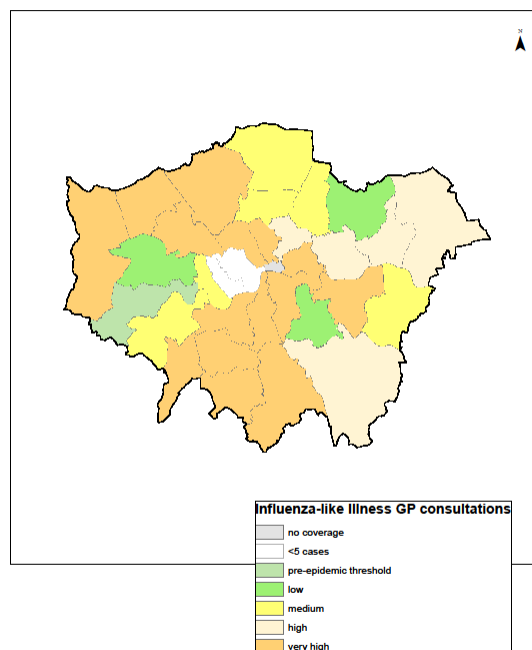 N
Influenza-like Illness GP consultations
no coverage
<5 cases
pre-epidemic threshold
low
medium
high
very high